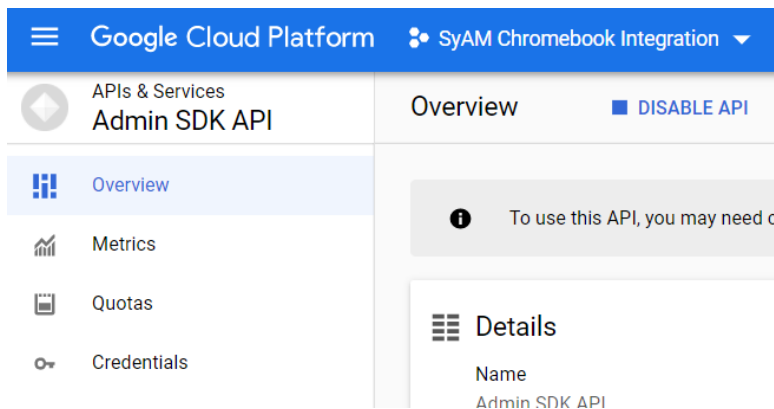 Google Cloud Platform
SyAM Chromebook Integration
APIs & Services
Admin SDK API
Overview
Metrics
Quotas
Credentials
Overview
DISABLE API
To use this API, you may need
Details
Name
Admin SDK API